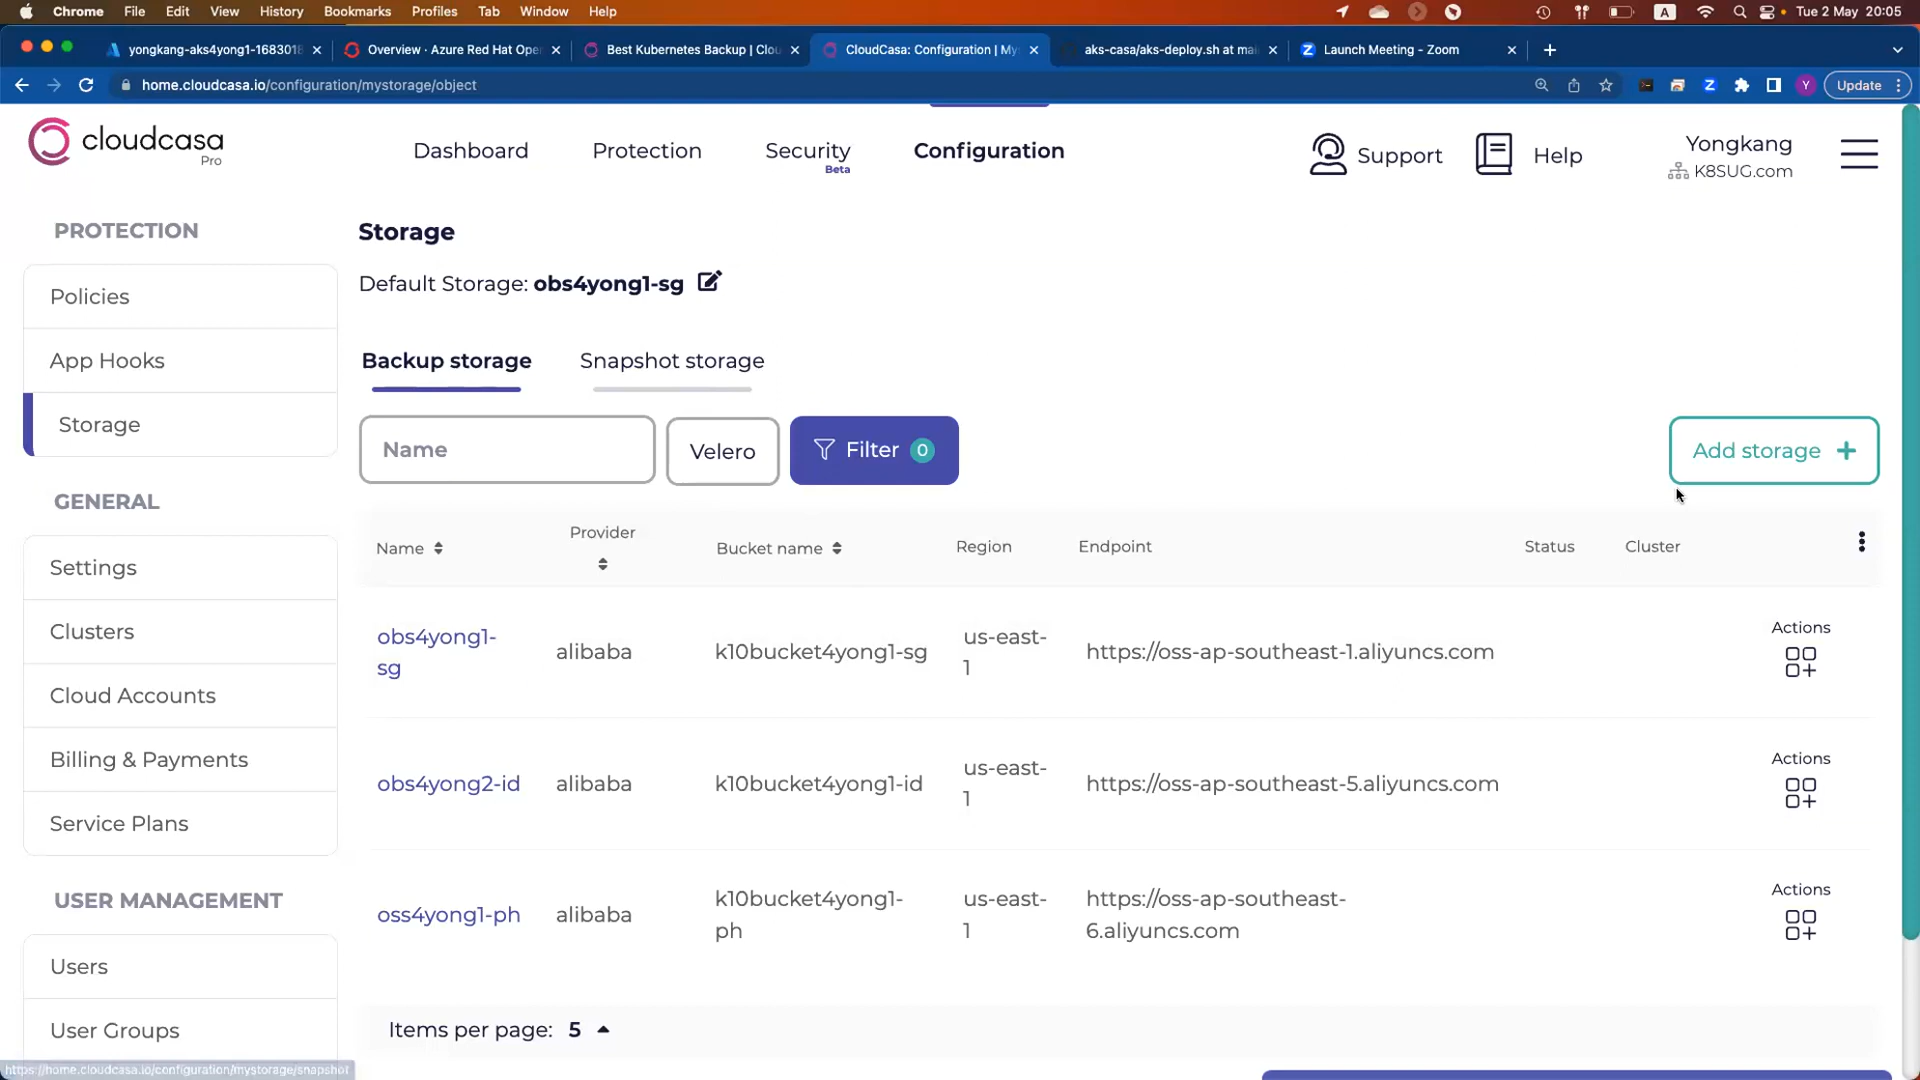 Chrome File Edit View History Bookmarks Profiles Tab Window Help A Tue 2 May 20:05
yongkang-aks4yong1-1683018 Overview · Azure Red Hat Ope Best Kubernetes Backup | Clou CloudCasa: Configuration | My aks-casa/aks-deploy.sh at mai Launch Meeting - Zoom
home.cloudcasa.io/configuration/mystorage/object Y Update
cloudcasa
Pro
Dashboard Protection Security Configuration
Beta
Support Help
Yongkang
K8SUG.com
PROTECTION
Policies
App Hooks
Storage
GENERAL
Settings
Clusters
Cloud Accounts
Billing & Payments
Service Plans
USER MANAGEMENT
Users
User Groups
Storage
Default Storage: obs4yong1-sg
Backup storage Snapshot storage
Name Velero Filter 0 Add storage +
Name Provider Bucket name Region Endpoint Status Cluster
obs4yong1-
sg
alibaba
k10bucket4yong1-sg
us-east-
1
https://oss-ap-southeast-1.aliyuncs.com
Actions
obs4yong2-id
alibaba
k10bucket4yong1-id
us-east-
1
https://oss-ap-southeast-5.aliyuncs.com
Actions
oss4yong1-ph
alibaba
k10bucket4yong1-
ph
us-east-
1
https://oss-ap-southeast-
6.aliyuncs.com
Actions
Items per page: 5
https://home.cloudcasa.io/configuration/mystorage/snapshot